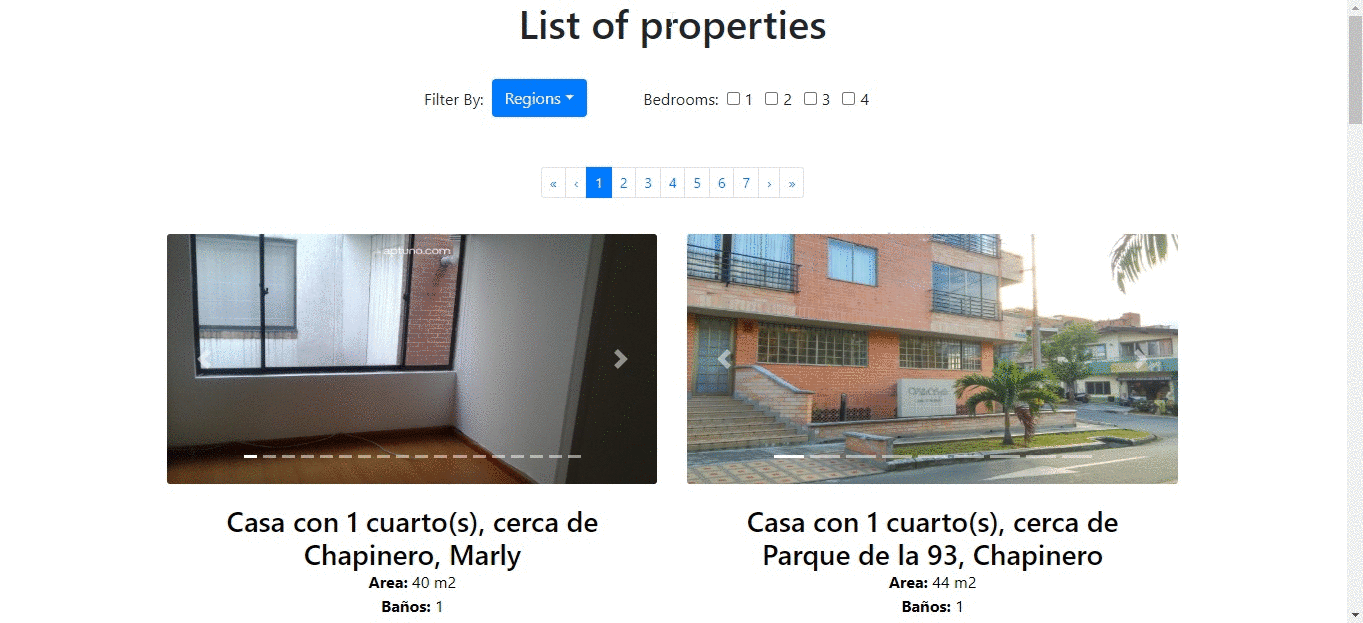 List of properties
Filter By: Regions Bedrooms: 1 2 3 4
« ‹ 1 2 3 4 5 6 7 › »
aptuno.com
Casa con 1 cuarto(s), cerca de
Chapinero, Marly
Area: 40 m2
Baños: 1
Casa con 1 cuarto(s), cerca de
Parque de la 93, Chapinero
Area: 44 m2
Baños: 1